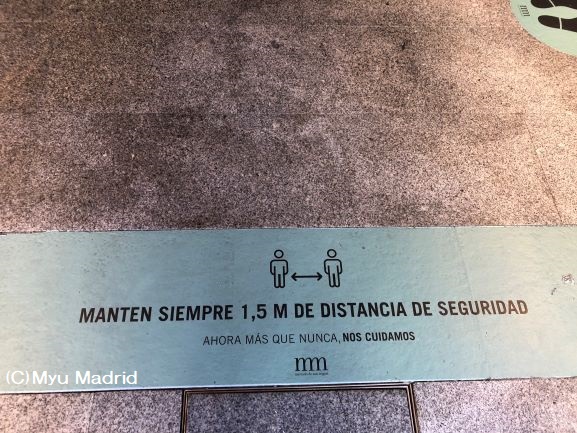 MANTEN SIEMPRE 1,5 M DE DISTANCIA DE SEGURIDAD
AHORA MÁS QUE NUNCA, NOS CUIDAMOS
mm
(C)Myu Madrid